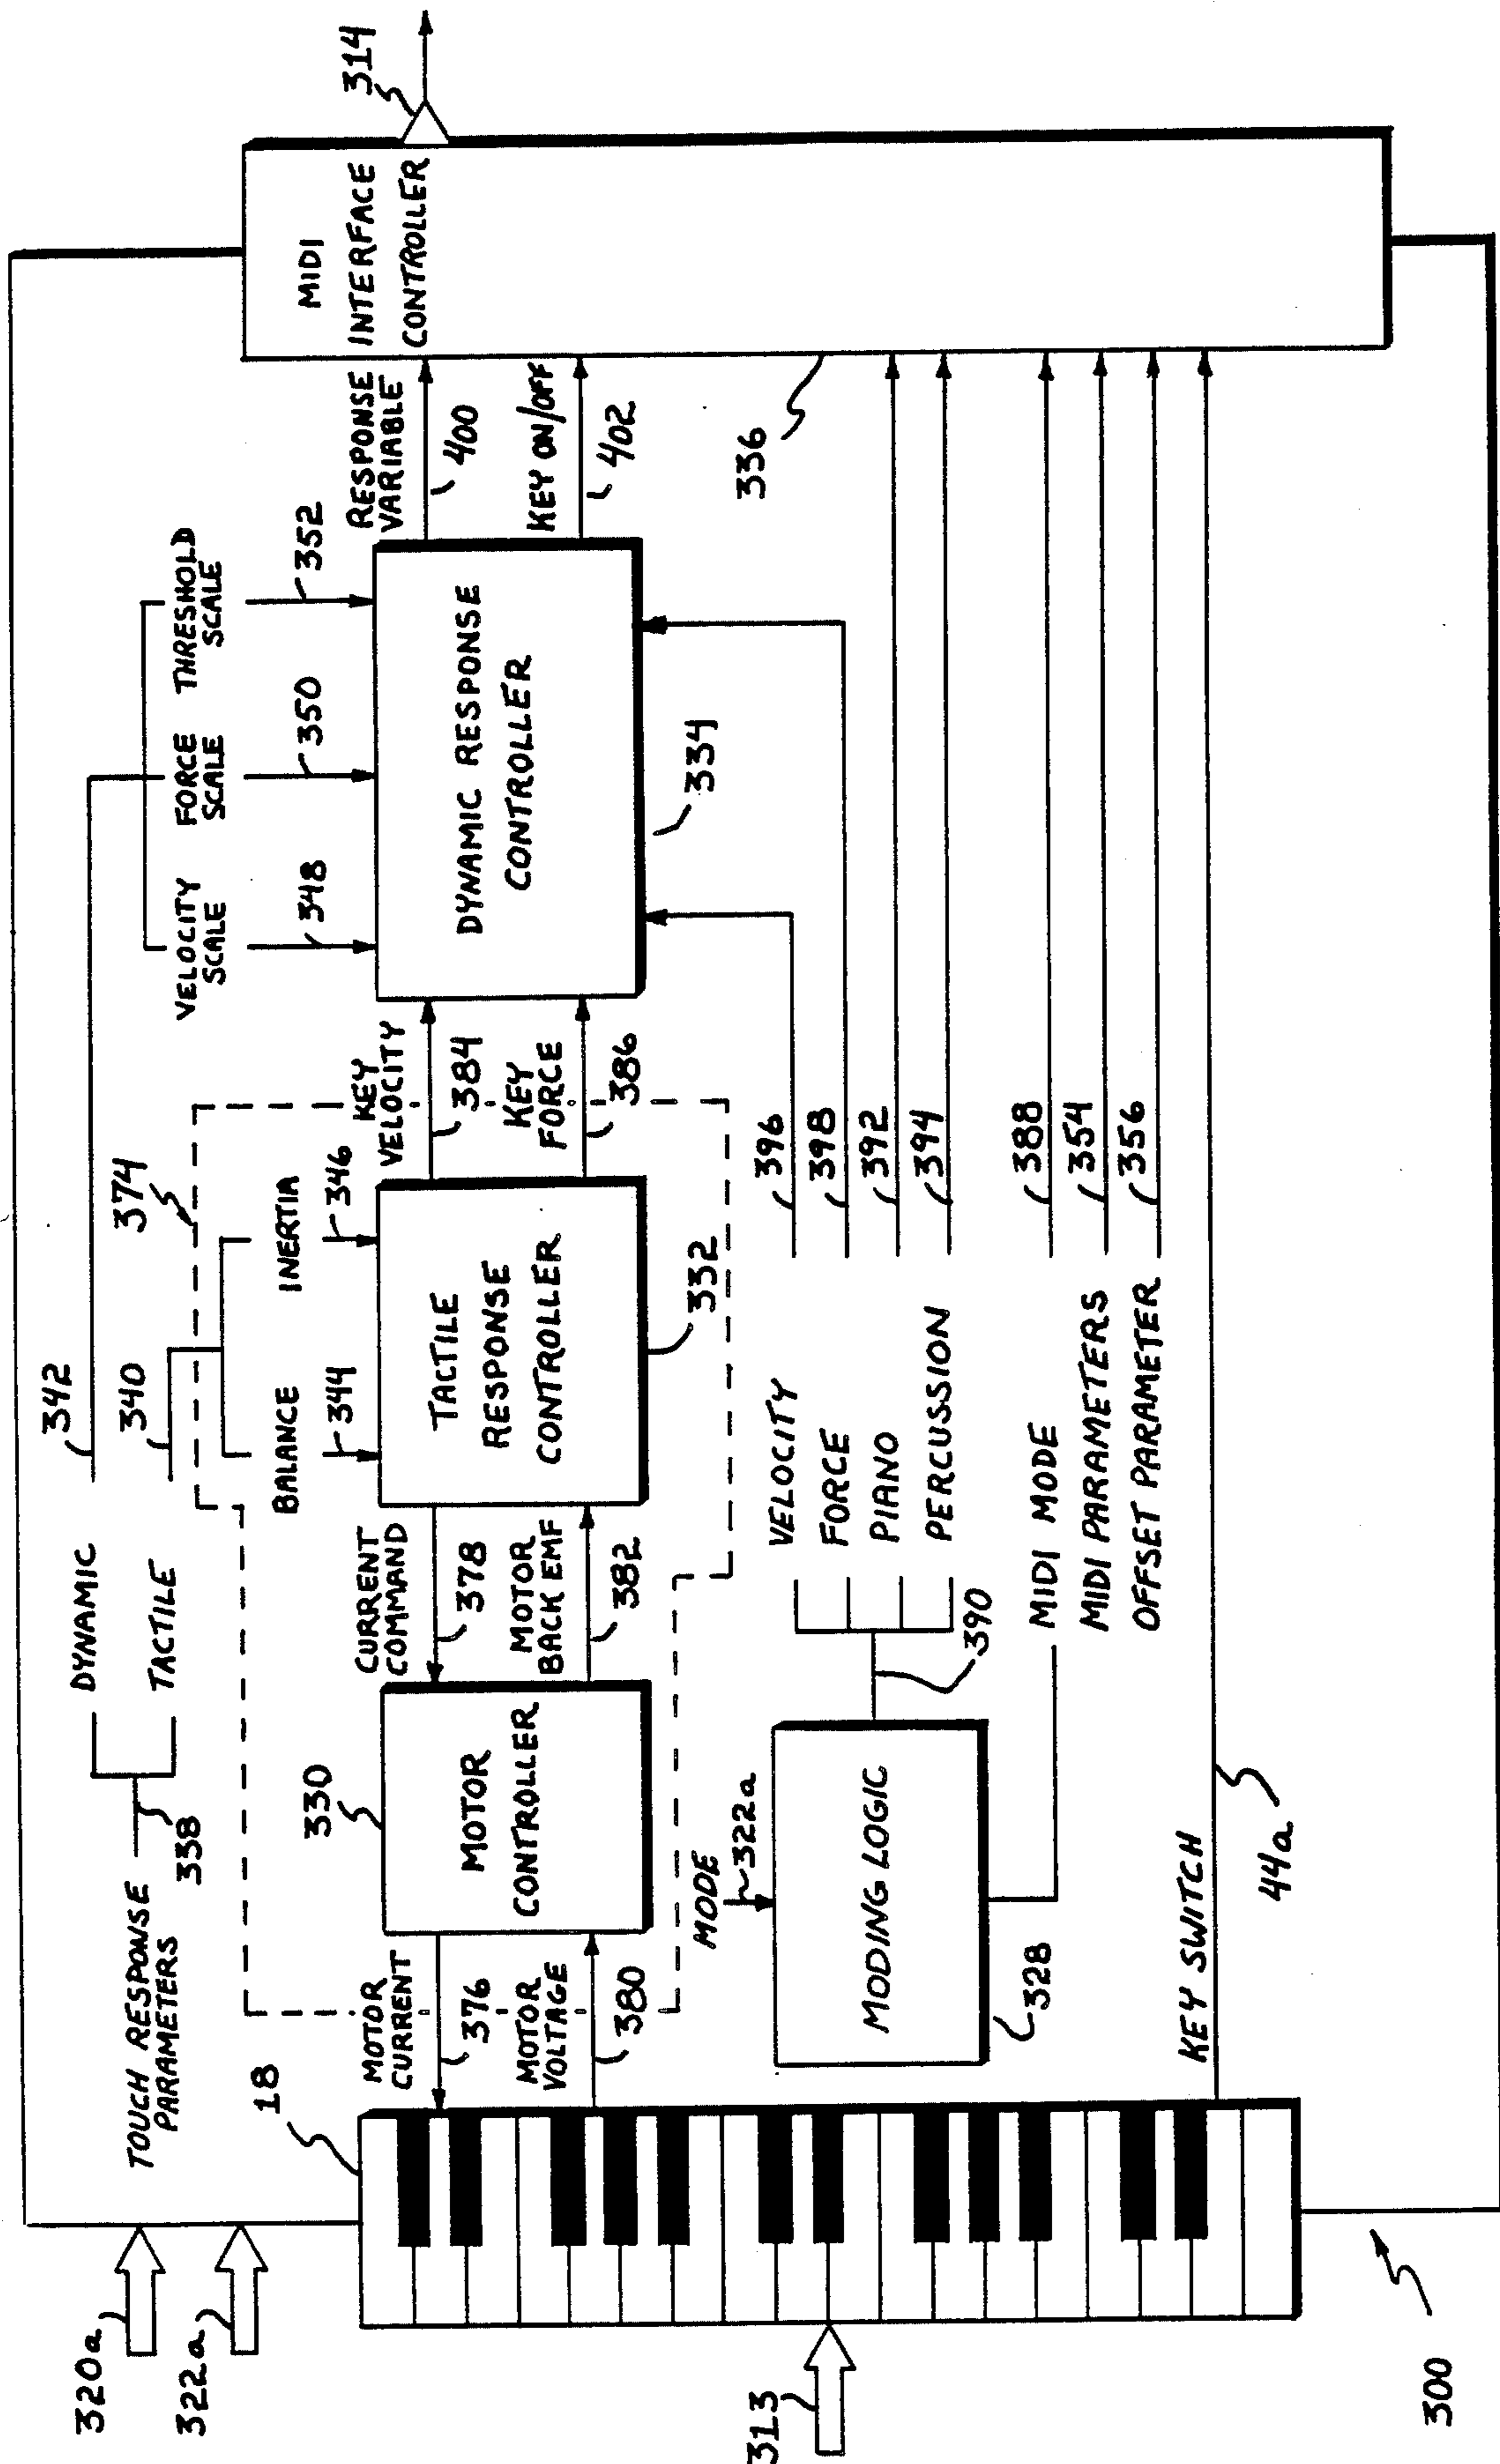 320a
322a
TOUCH RESPONSE
PARAMETERS
338
DYNAMIC
TACTILE
342
340
374
BALANCE
INERTIA
344
346
VELOCITY
SCALE
FORCE
SCALE
THRESHOLD
SCALE
348
350
352
18
MOTOR
CURRENT
376
MOTOR
VOLTAGE
380
330
MOTOR
CONTROLLER
CURRENT
COMMAND
378
MOTOR
BACK EMF
382
TACTILE
RESPONSE
CONTROLLER
332
KEY
VELOCITY
384
KEY
FORCE
386
DYNAMIC RESPONSE
CONTROLLER
334
RESPONSE
VARIABLE
400
KEY ON/OFF
402
MIDI
INTERFACE
CONTROLLER
314
336
313
MODE
322a
MODING LOGIC
328
390
VELOCITY
396
FORCE
398
PIANO
392
PERCUSSION
394
MIDI MODE
388
MIDI PARAMETERS
354
OFFSET PARAMETER
356
KEY SWITCH
44a
300